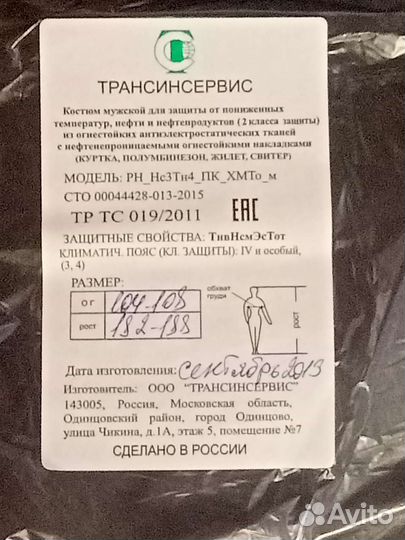 ТРАНСИНСЕРВИС
Костюм мужской для защиты от пониженных
температур, нефти и нефтепродуктов ( 2 класса защиты)
из огнестойких антиэлектростатических тканей
с нефтенепроницаемыми огнестойкими накладками
(КУРТКА, ПОЛУМБИНЕЗОН, ЖИЛЕТ, СВИТЕР)
МОДЕЛЬ: РН_Нс3Тн4_ПК_ХМТо_м
СТО 00044428-013-2015
ТР ТС 019/2011 ЕАС
ЗАЩИТНЫЕ СВОЙСТВА: ТнвНсмЭсТот
КЛИМАТИЧ. ПОЯС (КЛ. ЗАЩИТЫ): IV и особый,
(3, 4)
РАЗМЕР:
о г 104-108
рост 182-188
обхват
груди
рост
Дата изготовления: сентябрь 2019
Изготовитель: ООО "ТРАНСИНСЕРВИС"
143005, Россия, Московская область,
Одинцовский район, город Одинцово,
улица Чикина, д.1А, этаж 5, помещение №7
СДЕЛАНО В РОССИИ
Avito